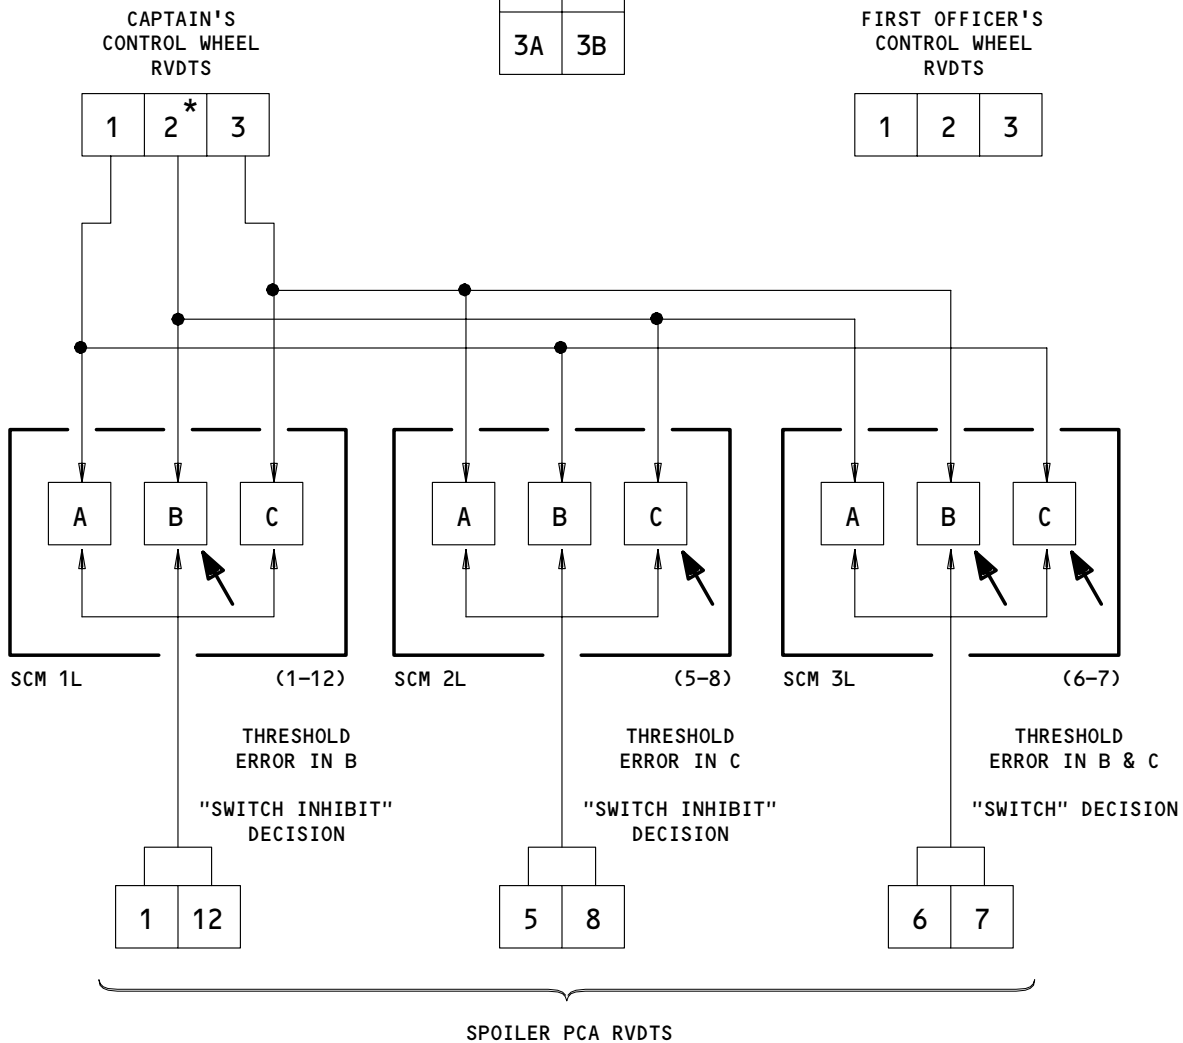 CAPTAIN'S
CONTROL WHEEL
RVDTS
3A 3B
FIRST OFFICER'S
CONTROL WHEEL
RVDTS
1 2* 3
1 2 3
A B C
A B C
A B C
SCM 1L (1-12)
SCM 2L (5-8)
SCM 3L (6-7)
THRESHOLD
ERROR IN B
"SWITCH INHIBIT"
DECISION
THRESHOLD
ERROR IN C
"SWITCH INHIBIT"
DECISION
THRESHOLD
ERROR IN B & C
"SWITCH" DECISION
1 12
5 8
6 7
SPOILER PCA RVDTS